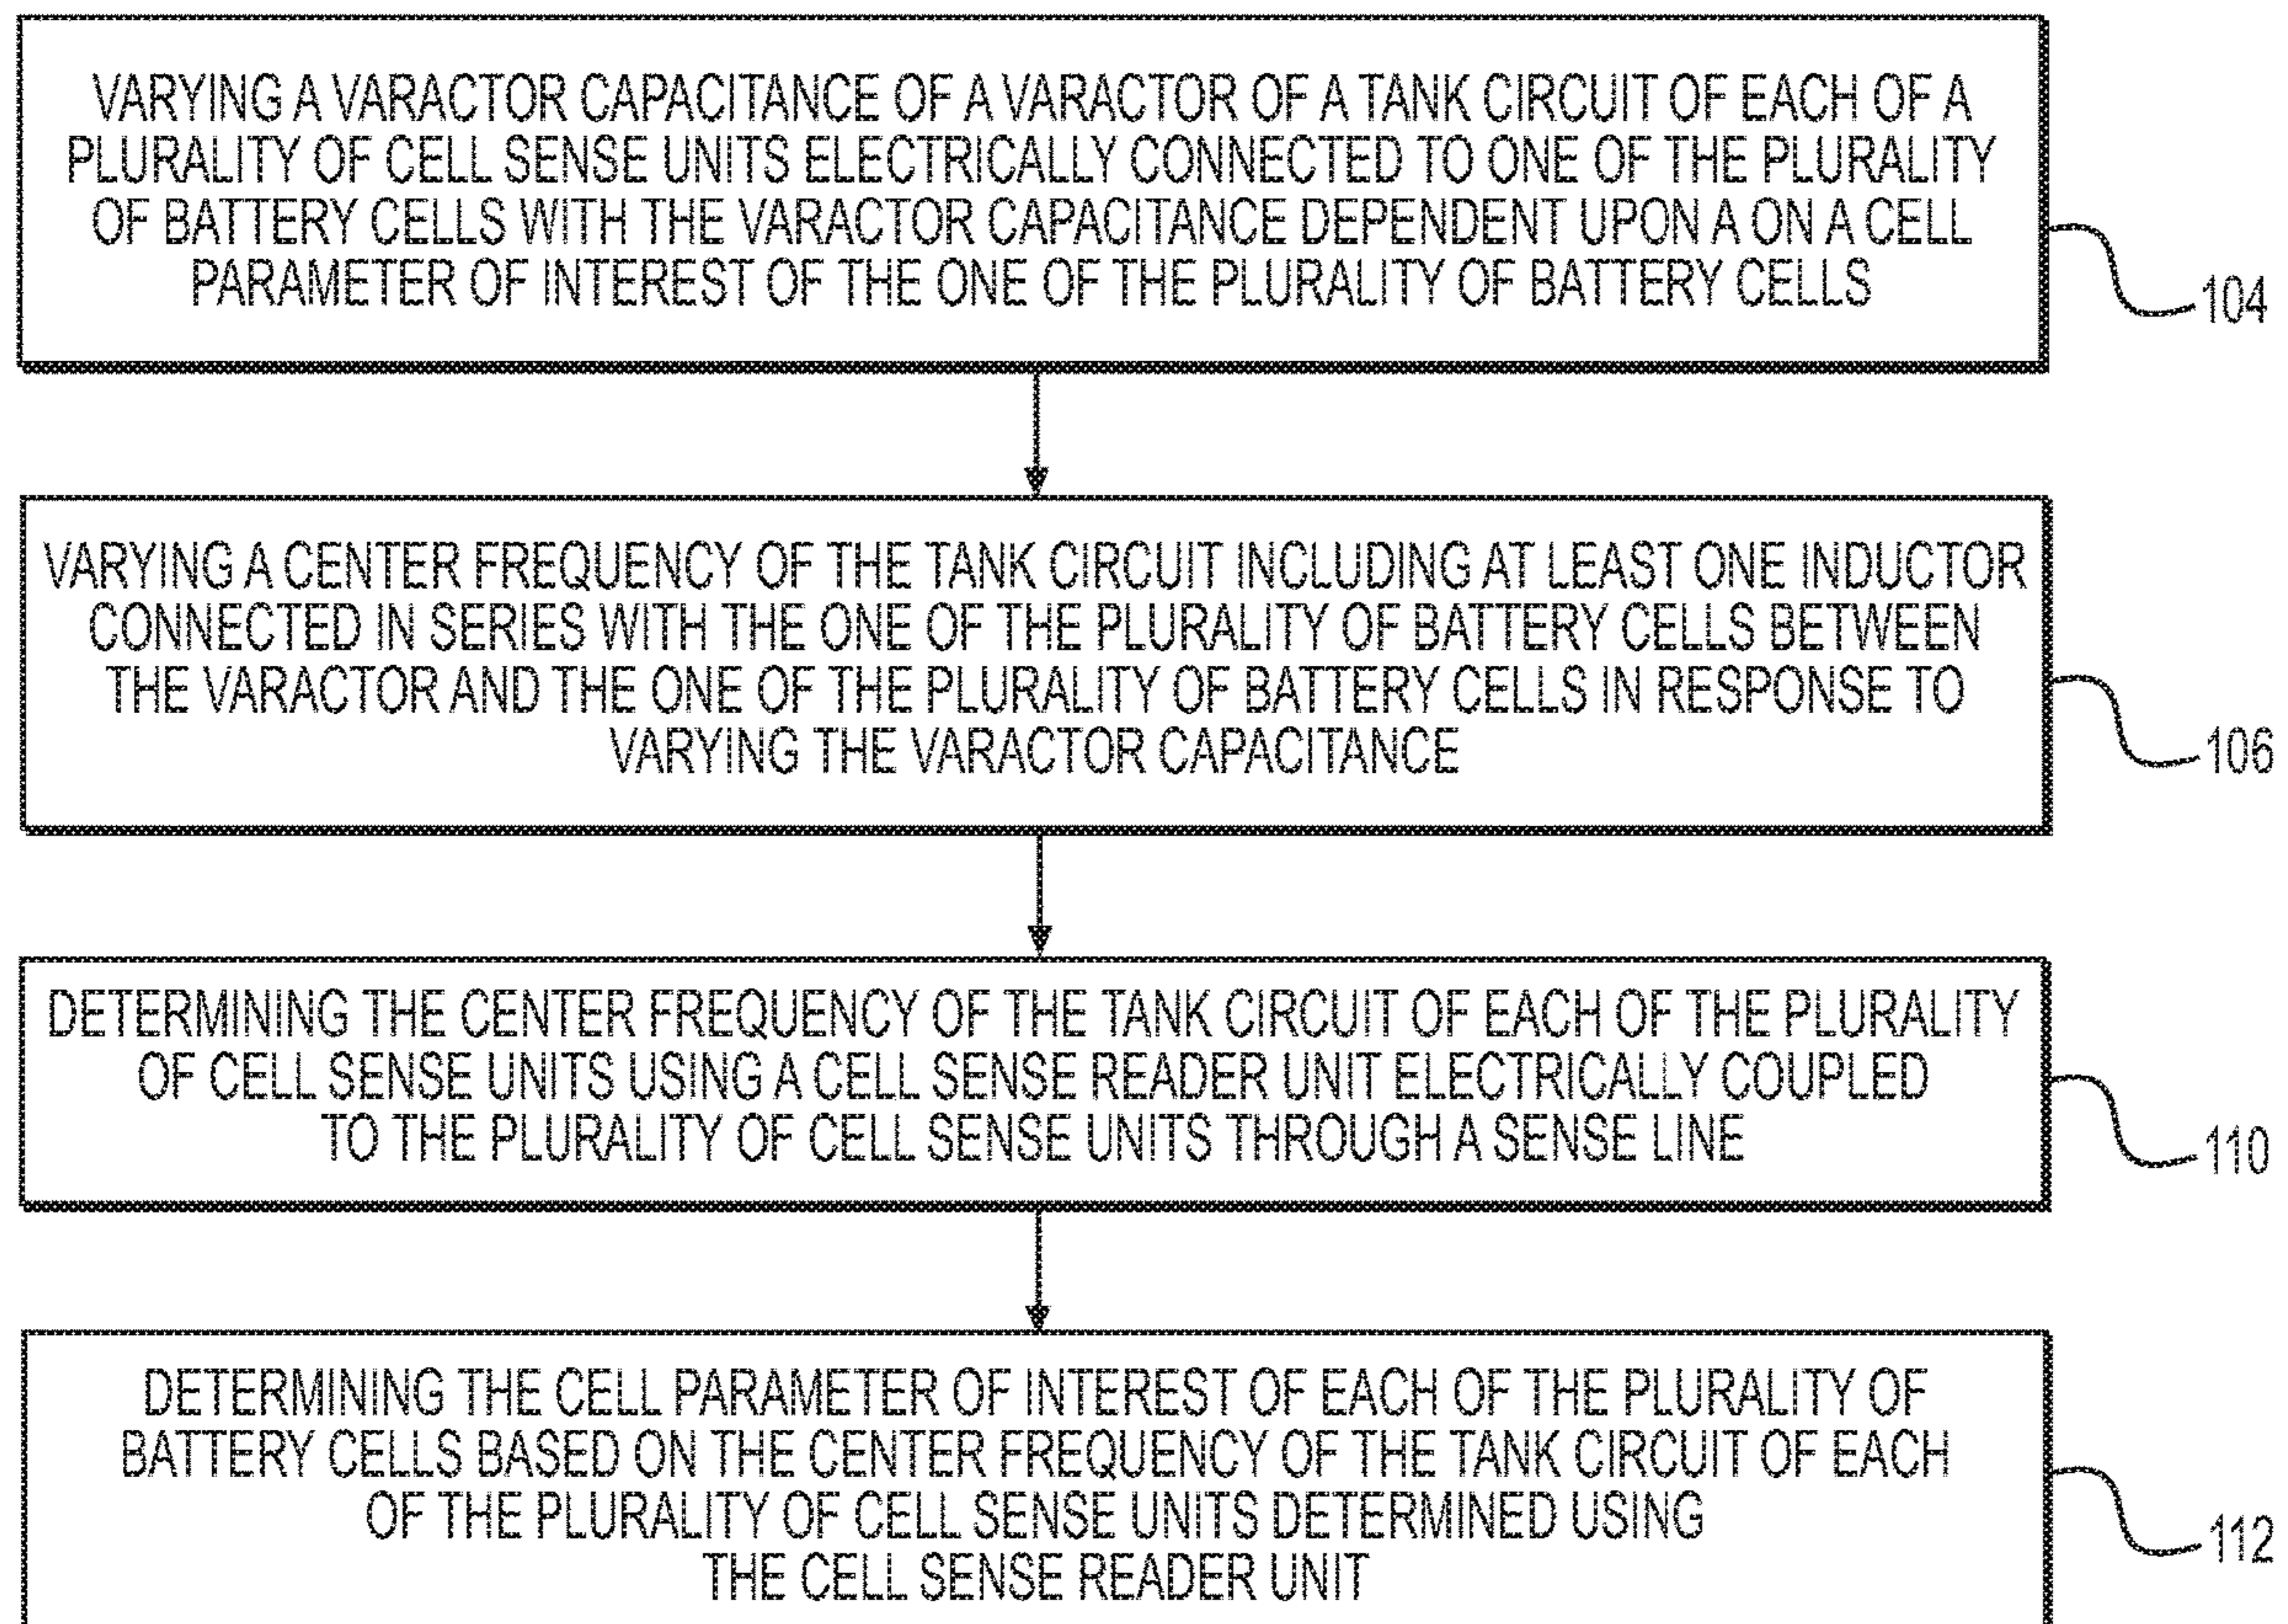 VARYING A VARACTOR CAPACITANCE OF A VARACTOR OF A TANK CIRCUIT OF EACH OF A
PLURALITY OF CELL SENSE UNITS ELECTRICALLY CONNECTED TO ONE OF THE PLURALITY
OF BATTERY CELLS WITH THE VARACTOR CAPACITANCE DEPENDENT UPON A ON A CELL
PARAMETER OF INTEREST OF THE ONE OF THE PLURALITY OF BATTERY CELLS
104
VARYING A CENTER FREQUENCY OF THE TANK CIRCUIT INCLUDING AT LEAST ONE INDUCTOR
CONNECTED IN SERIES WITH THE ONE OF THE PLURALITY OF BATTERY CELLS BETWEEN
THE VARACTOR AND THE ONE OF THE PLURALITY OF BATTERY CELLS IN RESPONSE TO
VARYING THE VARACTOR CAPACITANCE
106
DETERMINING THE CENTER FREQUENCY OF THE TANK CIRCUIT OF EACH OF THE PLURALITY
OF CELL SENSE UNITS USING A CELL SENSE READER UNIT ELECTRICALLY COUPLED
TO THE PLURALITY OF CELL SENSE UNITS THROUGH A SENSE LINE
110
DETERMINING THE CELL PARAMETER OF INTEREST OF EACH OF THE PLURALITY OF
BATTERY CELLS BASED ON THE CENTER FREQUENCY OF THE TANK CIRCUIT OF EACH
OF THE PLURALITY OF CELL SENSE UNITS DETERMINED USING
THE CELL SENSE READER UNIT
112